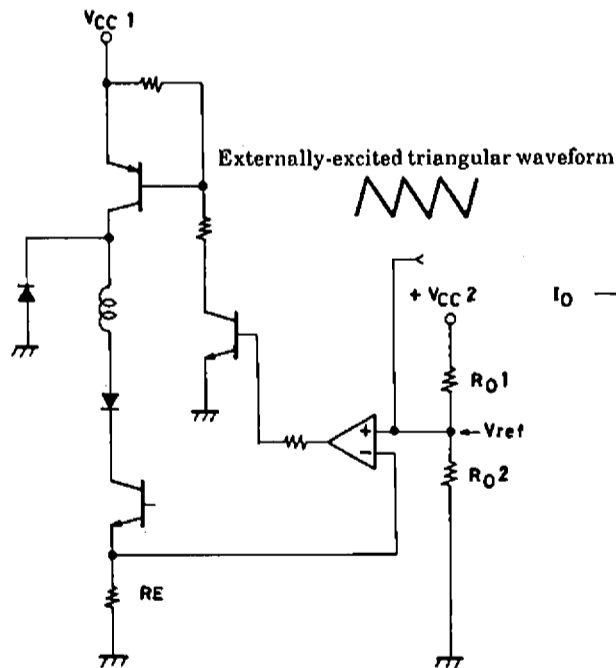 VCC 1
Externally-excited triangular waveform
+ VCC 2
IO
RO1
+
Vref
−
RO2
RE